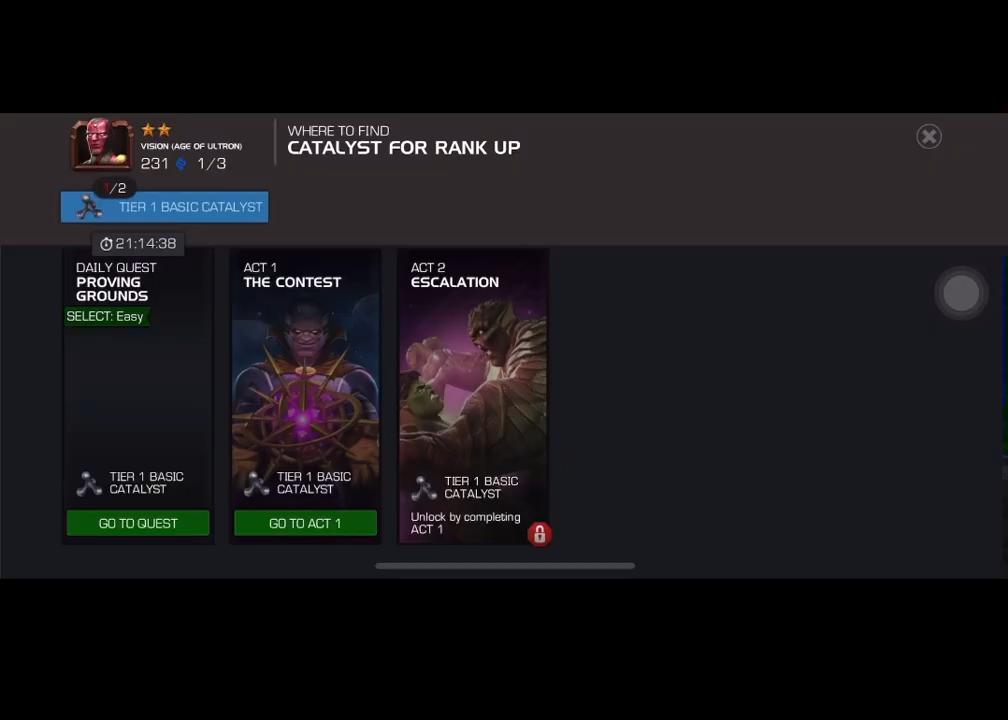 VISION (AGE OF ULTRON)
231 1/3
WHERE TO FIND
CATALYST FOR RANK UP
1/2
TIER 1 BASIC CATALYST
21:14:38
DAILY QUEST
PROVING
GROUNDS
SELECT: Easy
TIER 1 BASIC
CATALYST
GO TO QUEST
ACT 1
THE CONTEST
TIER 1 BASIC
CATALYST
GO TO ACT 1
ACT 2
ESCALATION
TIER 1 BASIC
CATALYST
Unlock by completing
ACT 1